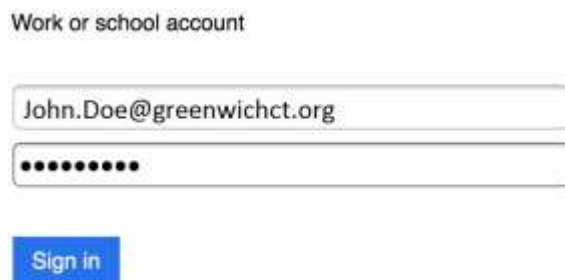 Work or school account
John.Doe@greenwichct.org
•••••••••
Sign in